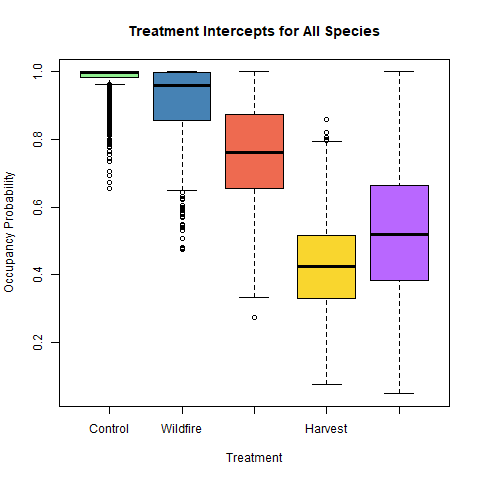 Treatment Intercepts for All Species
Occupancy Probability
1.0
0.8
0.6
0.4
0.2
Control Wildfire Harvest
Treatment